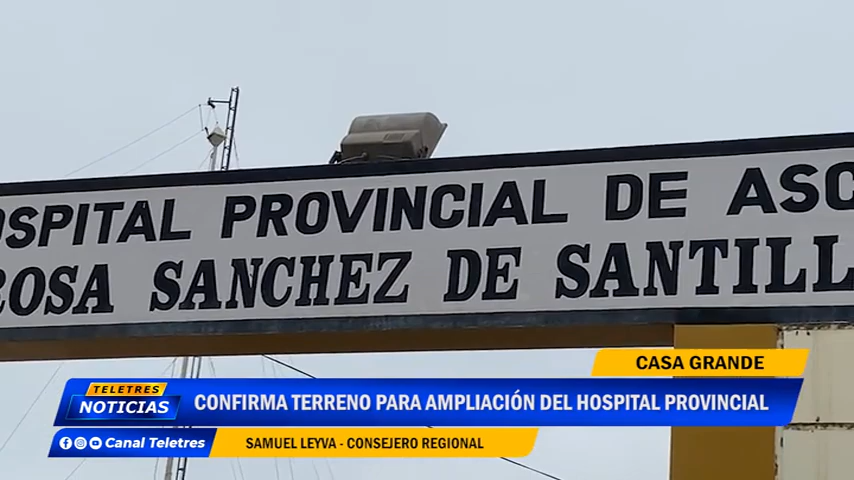 HOSPITAL PROVINCIAL DE ASC
ROSA SANCHEZ DE SANTILL
CASA GRANDE
TELETRES
NOTICIAS
CONFIRMA TERRENO PARA AMPLIACIÓN DEL HOSPITAL PROVINCIAL
Canal Teletres
SAMUEL LEYVA - CONSEJERO REGIONAL